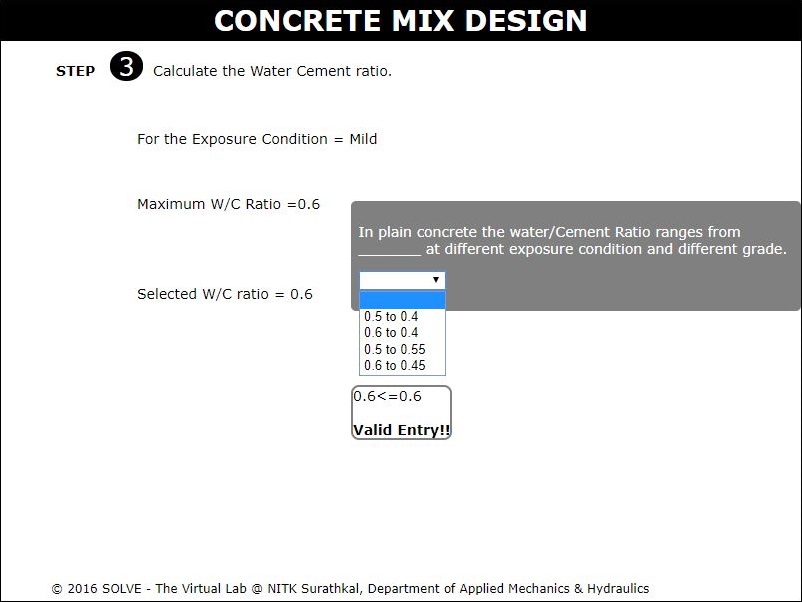 CONCRETE MIX DESIGN
STEP 3 Calculate the Water Cement ratio.
For the Exposure Condition = Mild
Maximum W/C Ratio =0.6
In plain concrete the water/Cement Ratio ranges from
_______ at different exposure condition and different grade.
Selected W/C ratio = 0.6
0.5 to 0.4
0.6 to 0.4
0.5 to 0.55
0.6 to 0.45
0.6<=0.6
Valid Entry!!
© 2016 SOLVE - The Virtual Lab @ NITK Surathkal, Department of Applied Mechanics & Hydraulics